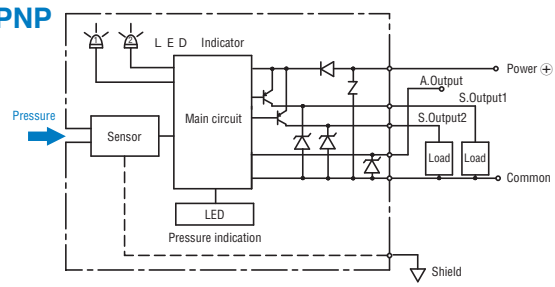 PNP
1
2
L E D Indicator
Power ⊕
A.Output
S.Output1
Pressure
Main circuit
S.Output2
Sensor
Load
Load
Common
LED
Pressure indication
Shield